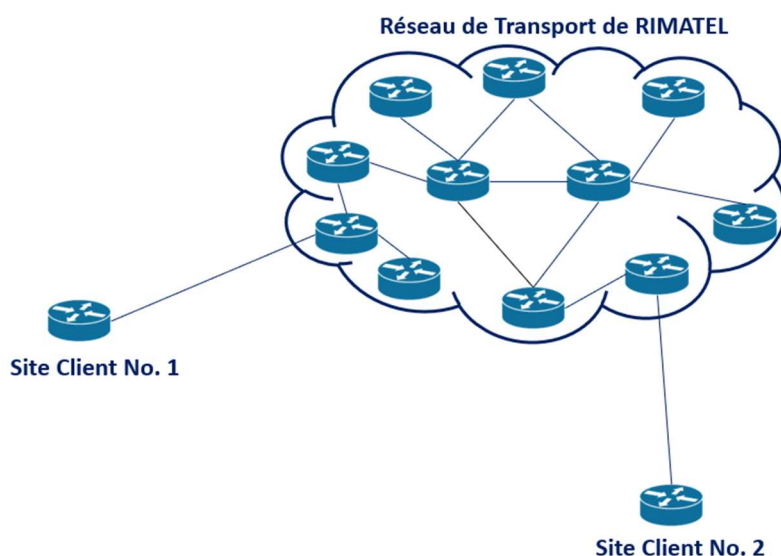 Réseau de Transport de RIMATEL
Site Client No. 1
Site Client No. 2